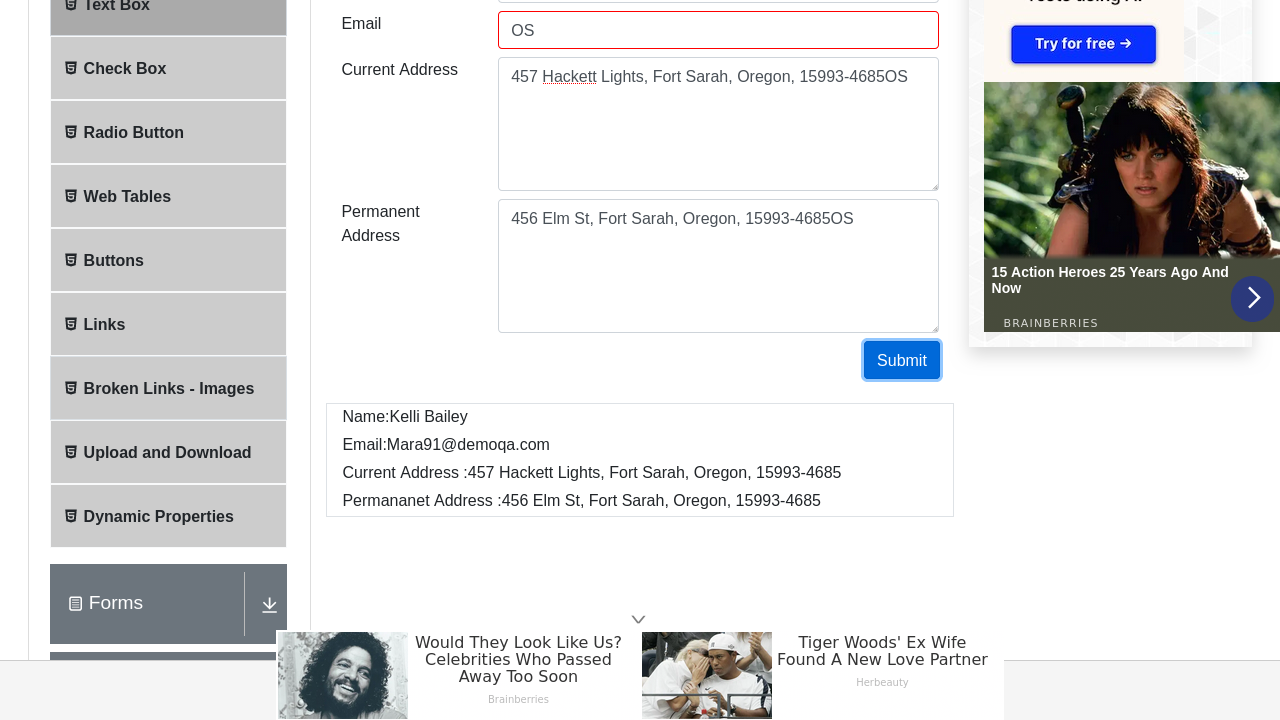 Text Box
Check Box
Radio Button
Web Tables
Buttons
Links
Broken Links - Images
Upload and Download
Dynamic Properties
Forms
Email
OS
Current Address
457 Hackett Lights, Fort Sarah, Oregon, 15993-4685OS
Permanent
Address
456 Elm St, Fort Sarah, Oregon, 15993-4685OS
Submit
Name:Kelli Bailey
Email:Mara91@demoqa.com
Current Address :457 Hackett Lights, Fort Sarah, Oregon, 15993-4685
Permananet Address :456 Elm St, Fort Sarah, Oregon, 15993-4685
Try for free →
15 Action Heroes 25 Years Ago And
Now
BRAINBERRIES
Would They Look Like Us?
Celebrities Who Passed
Away Too Soon
Brainberries
Tiger Woods' Ex Wife
Found A New Love Partner
Herbeauty